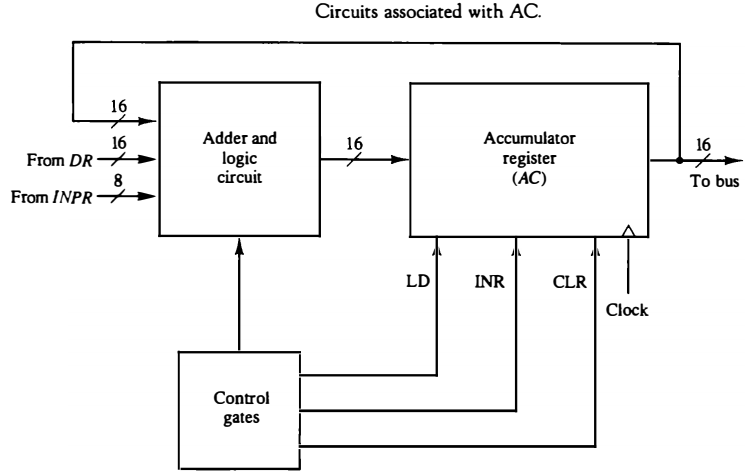 Circuits associated with AC.
16
16
From DR
8
From INPR
Adder and
logic
circuit
16
Accumulator
register
(AC)
16
To bus
LD
INR
CLR
Clock
Control
gates